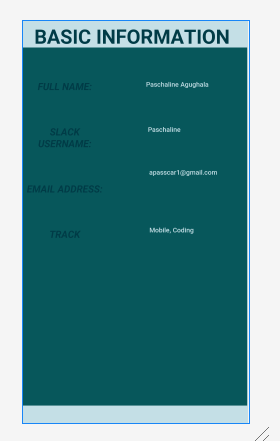 BASIC INFORMATION
FULL NAME:
Paschaline Agughala
SLACK
USERNAME:
Paschaline
EMAIL ADDRESS:
apasscar1@gmail.com
TRACK
Mobile, Coding